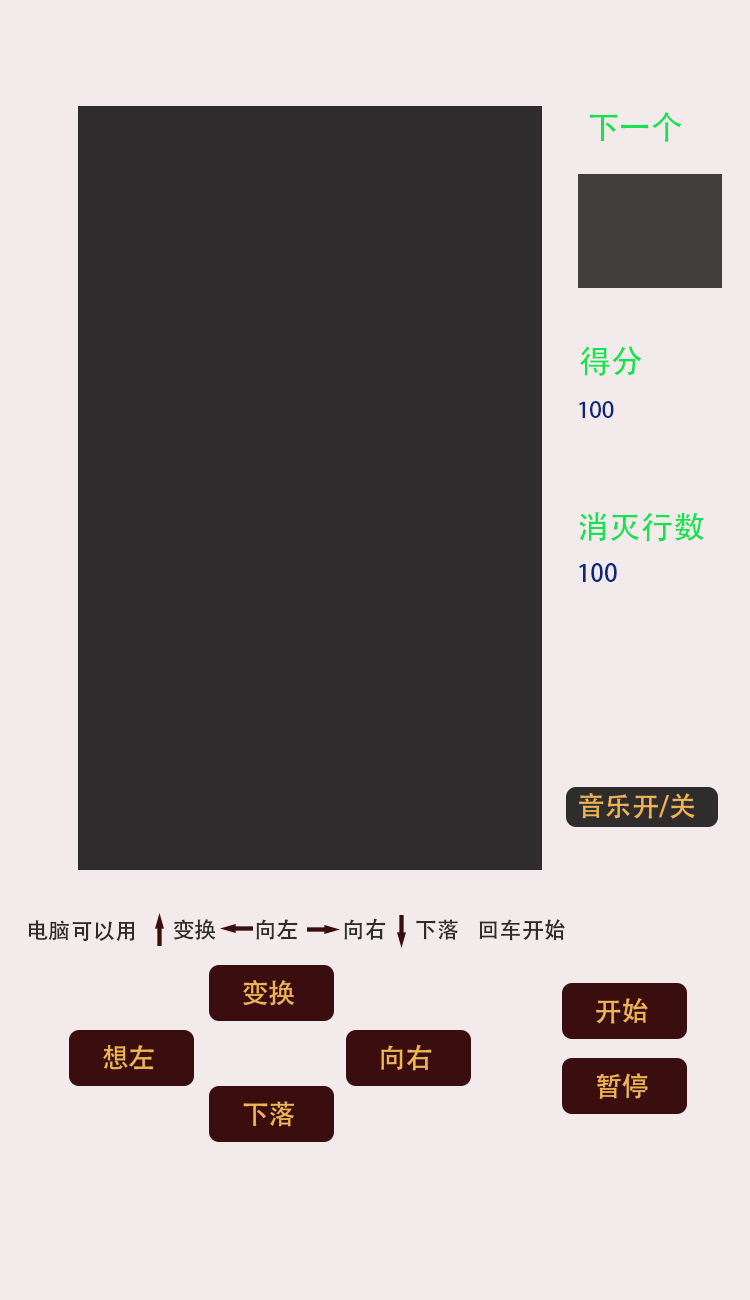 下一个
得分
100
消灭行数
100
音乐开/关
电脑可以用 ↑ 变换 ← 向左 → 向右 ↓ 下落 回车开始
变换
开始
想左
向右
暂停
下落